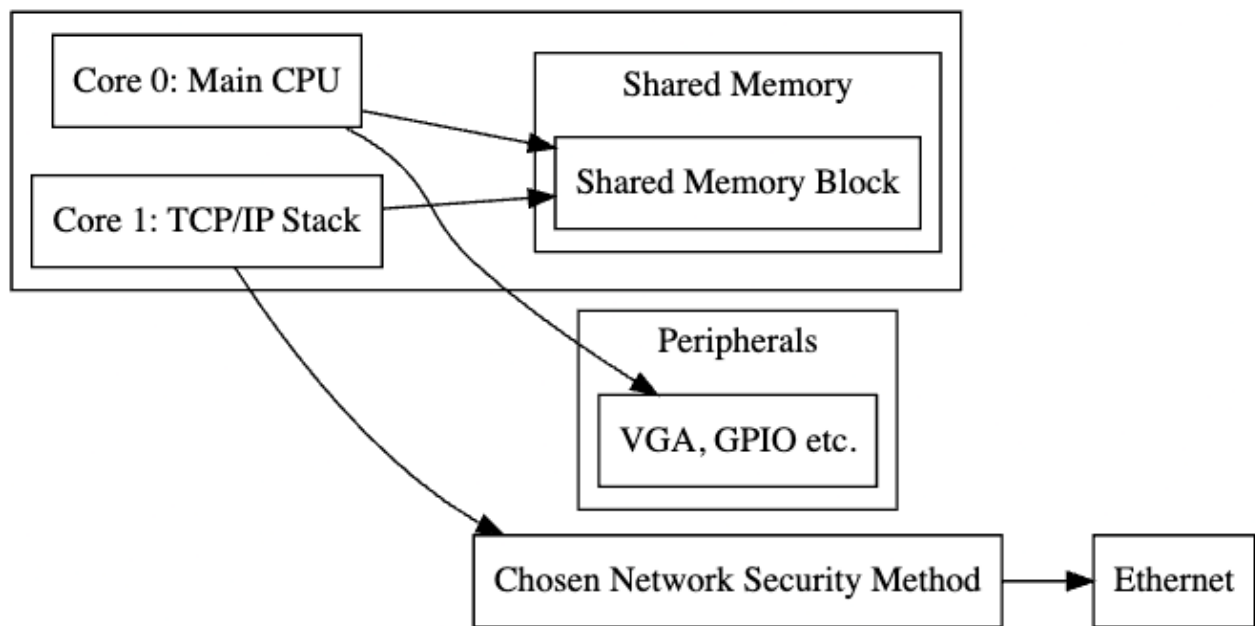 Core 0: Main CPU
Shared Memory
Shared Memory Block
Core 1: TCP/IP Stack
Peripherals
VGA, GPIO etc.
Chosen Network Security Method
Ethernet